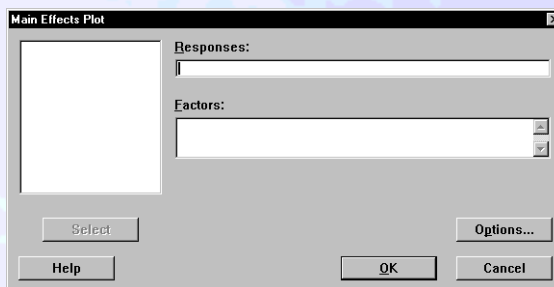 Main Effects Plot
Responses:
Factors:
Select
Options...
Help
OK
Cancel